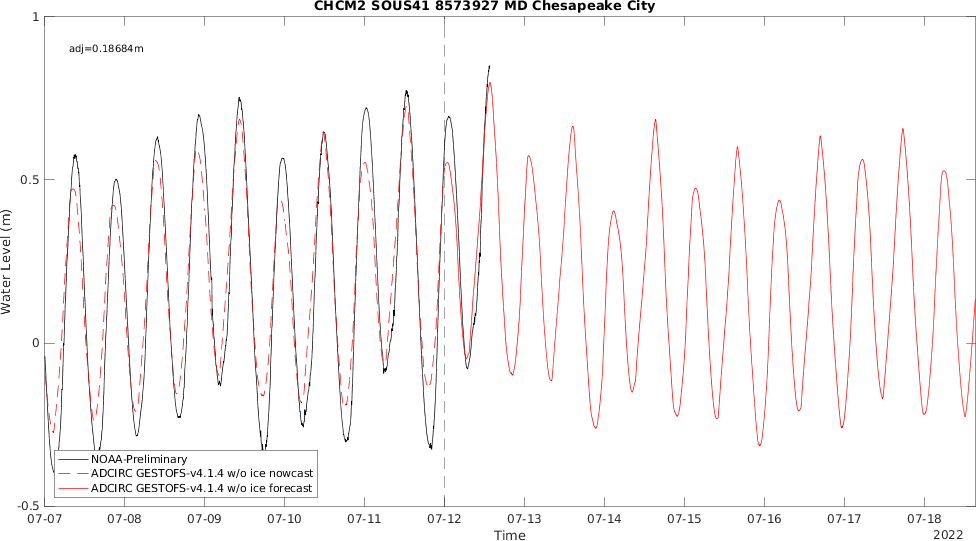 CHCM2 SOUS41 8573927 MD Chesapeake City
1
adj=0.18684m
0.5
Water Level (m)
0
NOAA-Preliminary
ADCIRC GESTOFS-v4.1.4 w/o ice nowcast
ADCIRC GESTOFS-v4.1.4 w/o ice forecast
-0.5
07-07 07-08 07-09 07-10 07-11 07-12 07-13 07-14 07-15 07-16 07-17 07-18
Time
2022